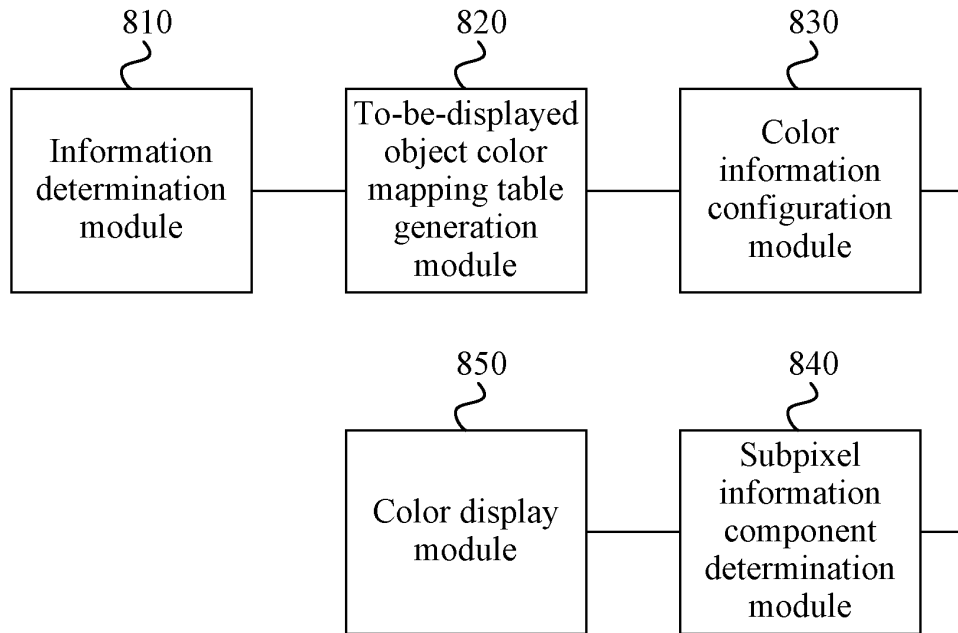 810
820
830
Information
determination
module
To-be-displayed
object color
mapping table
generation
module
Color
information
configuration
module
850
840
Color display
module
Subpixel
information
component
determination
module